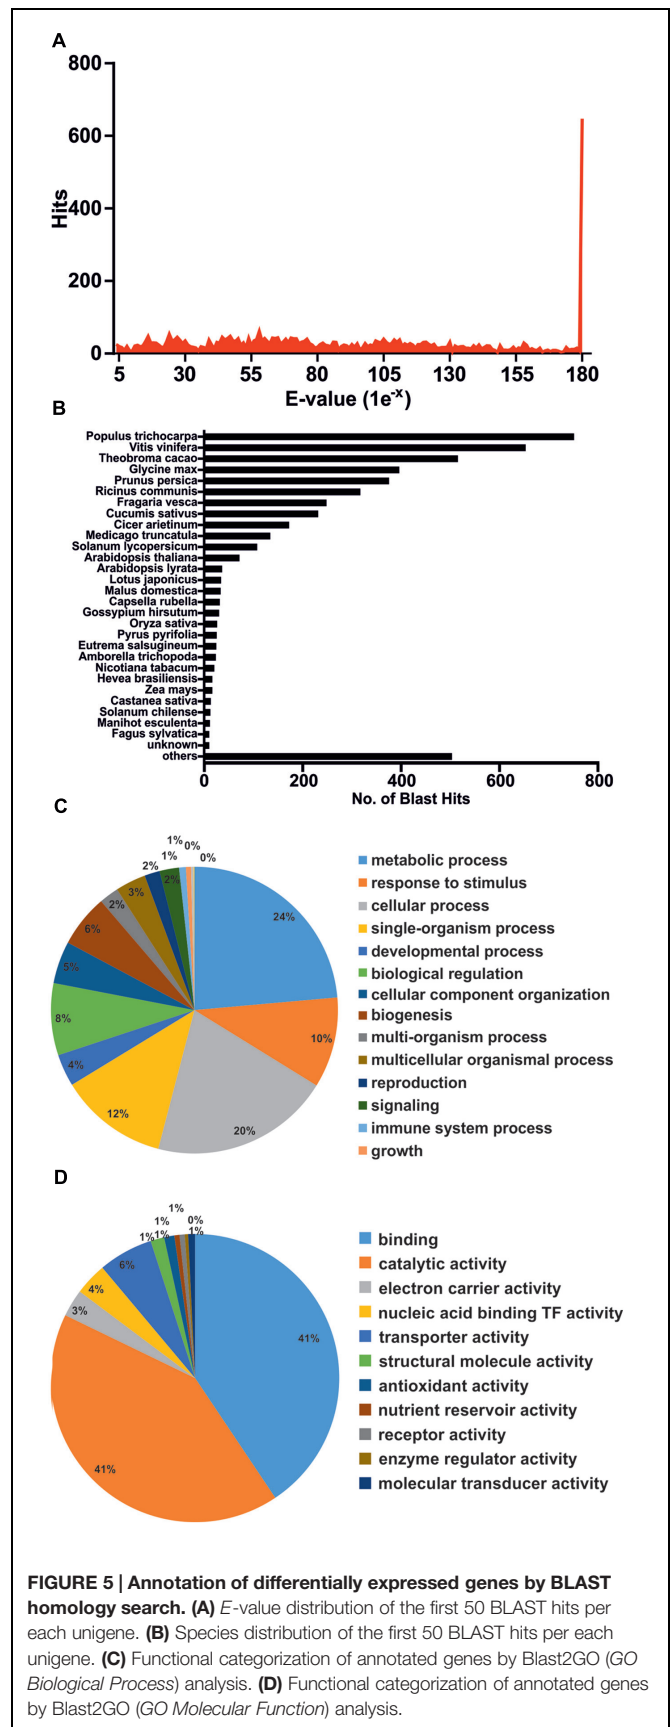 A
800
600
400
200
0
Hits
5 30 55 80 105 130 155 180
E-value (1e-x)
B
Populus trichocarpa
Vitis vinifera
Theobroma cacao
Glycine max
Prunus persica
Ricinus communis
Fragaria vesca
Cucumis sativus
Cicer arietinum
Medicago truncatula
Solanum lycopersicum
Arabidopsis thaliana
Arabidopsis lyrata
Lotus japonicus
Malus domestica
Capsella rubella
Gossypium hirsutum
Oryza sativa
Pyrus pyrifolia
Eutrema salsugineum
Amborella trichopoda
Nicotiana tabacum
Hevea brasiliensis
Zea mays
Castanea sativa
Solanum chilense
Manihot esculenta
Fagus sylvatica
unknown
others
0 200 400 600 800
No. of Blast Hits
C
1% 0%
2% 1% 0%
3% 2%
2%
6%
5%
8%
4%
12%
20%
10%
24%
metabolic process
response to stimulus
cellular process
single-organism process
developmental process
biological regulation
cellular component organization
biogenesis
multi-organism process
multicellular organismal process
reproduction
signaling
immune system process
growth
D
1%
1% 0%
1% 1% 1%
6%
4%
3%
41%
41%
binding
catalytic activity
electron carrier activity
nucleic acid binding TF activity
transporter activity
structural molecule activity
antioxidant activity
nutrient reservoir activity
receptor activity
enzyme regulator activity
molecular transducer activity
FIGURE 5 | Annotation of differentially expressed genes by BLAST
homology search. (A) E-value distribution of the first 50 BLAST hits per
each unigene. (B) Species distribution of the first 50 BLAST hits per each
unigene. (C) Functional categorization of annotated genes by Blast2GO (GO
Biological Process) analysis. (D) Functional categorization of annotated genes
by Blast2GO (GO Molecular Function) analysis.